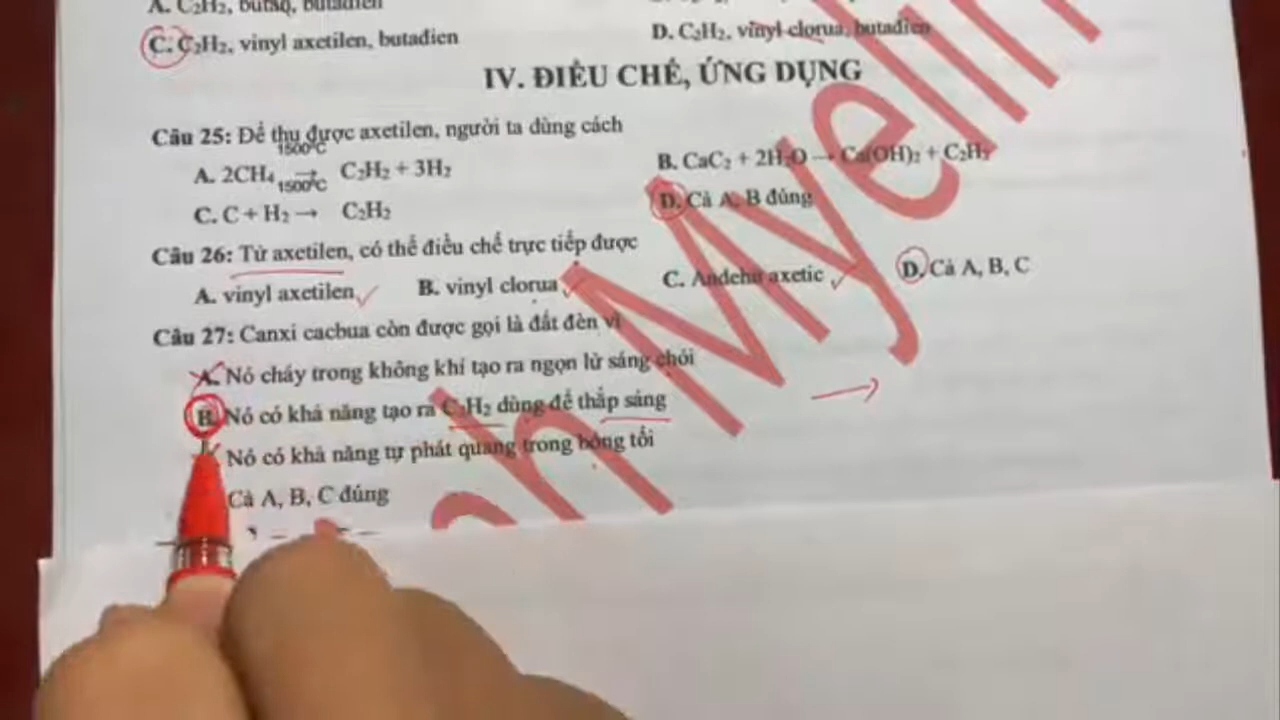 A. C₂H₂, butađien
C. C₂H₂, vinyl axetilen, butađien
D. C₂H₂, vinyl clorua, butađien
IV. ĐIỀU CHẾ, ỨNG DỤNG
Câu 25: Để thu được axetilen, người ta dùng cách
1500°C
A. 2CH₄ → C₂H₂ + 3H₂
1500°C
B. CaC₂ + 2H₂O → Ca(OH)₂ + C₂H₂
C. C + H₂ → C₂H₂
D. Cả A, B đúng
Câu 26: Từ axetilen, có thể điều chế trực tiếp được
A. vinyl axetilen
B. vinyl clorua
C. Anđehit axetic
D. Cả A, B, C
Câu 27: Canxi cacbua còn được gọi là đất đèn vì
A. Nó cháy trong không khí tạo ra ngọn lử sáng chói
B. Nó có khả năng tạo ra C₂H₂ dùng để thắp sáng
Nó có khả năng tự phát quang trong bóng tối
Cả A, B, C đúng